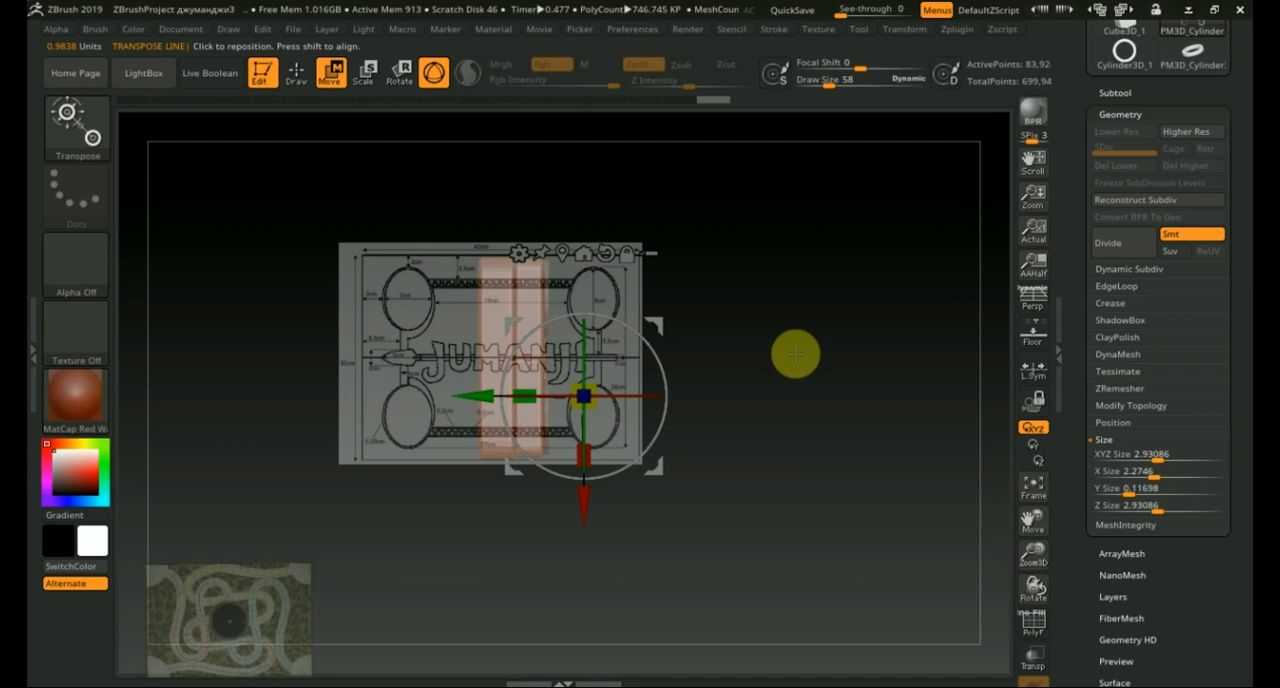 ZBrush 2019 ZBrushProject джуманджи3 ... • Free Mem 1.016GB • Active Mem 913 • Scratch Disk 46 • Timer▶0.477 • PolyCount▶746.745 KP • MeshCoun AC QuickSave See-through 0 Menus DefaultZScript
Alpha Brush Color Document Draw Edit File Layer Light Macro Marker Material Movie Picker Preferences Render Stencil Stroke Texture Tool Transform Zplugin Zscript
0.9838 Units TRANSPOSE LINE| Click to reposition. Press shift to align.
Home Page LightBox Live Boolean Edit Draw Move Scale Rotate
Mrgb Rgb M Zadd Zsub Zcut
Rgb Intensity Z Intensity
Focal Shift 0
Draw Size 58 Dynamic
ActivePoints: 83,92
TotalPoints: 699,94
Transpose
Dots
Alpha Off
Texture Off
MatCap Red Wa
Gradient
SwitchColor
Alternate
JUMANJI
BPR
SPix 3
Scroll
Zoom
Actual
AAHalf
Dynamic
Persp
Floor
L.Sym
XYZ
Frame
Move
Zoom3D
Rotate
Line Fill
PolyF
Transp
Cube3D_1 PM3D_Cylinder
Cylinder3D_1 PM3D_Cylinder.
Subtool
Geometry
Lower Res Higher Res
SDiv Cage Rstr
Del Lower Del Higher
Freeze SubDivision Levels
Reconstruct Subdiv
Convert BPR To Geo
Divide Smt
Suv ReUV
Dynamic Subdiv
EdgeLoop
Crease
ShadowBox
ClayPolish
DynaMesh
Tessimate
ZRemesher
Modify Topology
Position
Size
XYZ Size 2.93086
X Size 2.2746
Y Size 0.11698
Z Size 2.93086
MeshIntegrity
ArrayMesh
NanoMesh
Layers
FiberMesh
Geometry HD
Preview
Surface